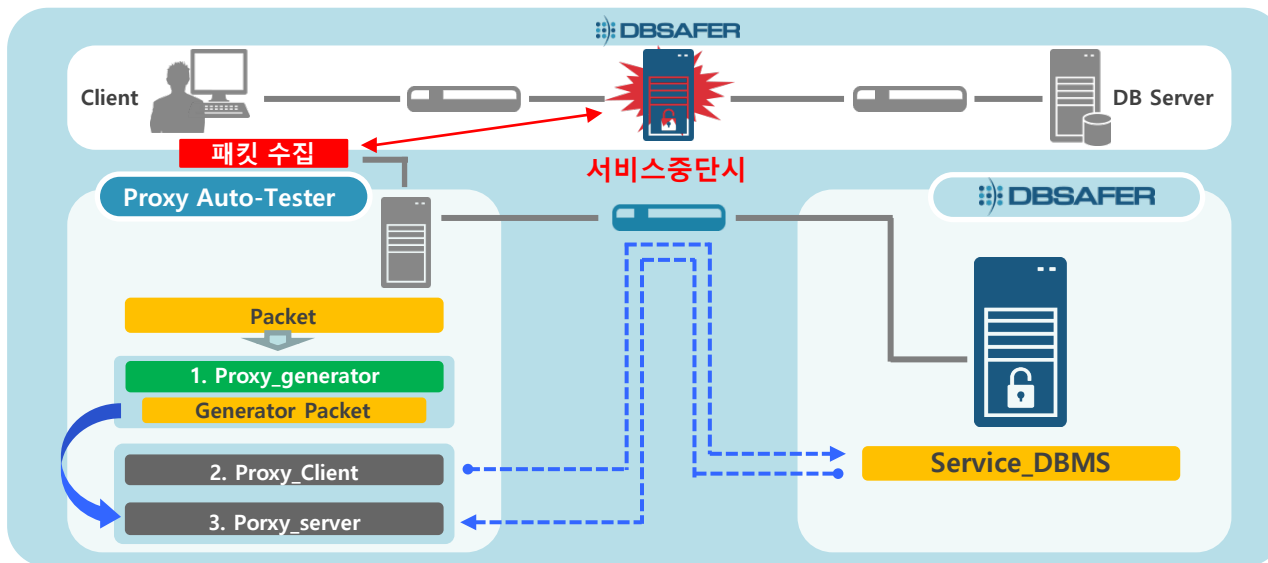 DBSAFER
Client
DB Server
패킷 수집
서비스중단시
Proxy Auto-Tester
DBSAFER
Packet
1. Proxy_generator
Generator Packet
2. Proxy_Client
Service_DBMS
3. Porxy_server